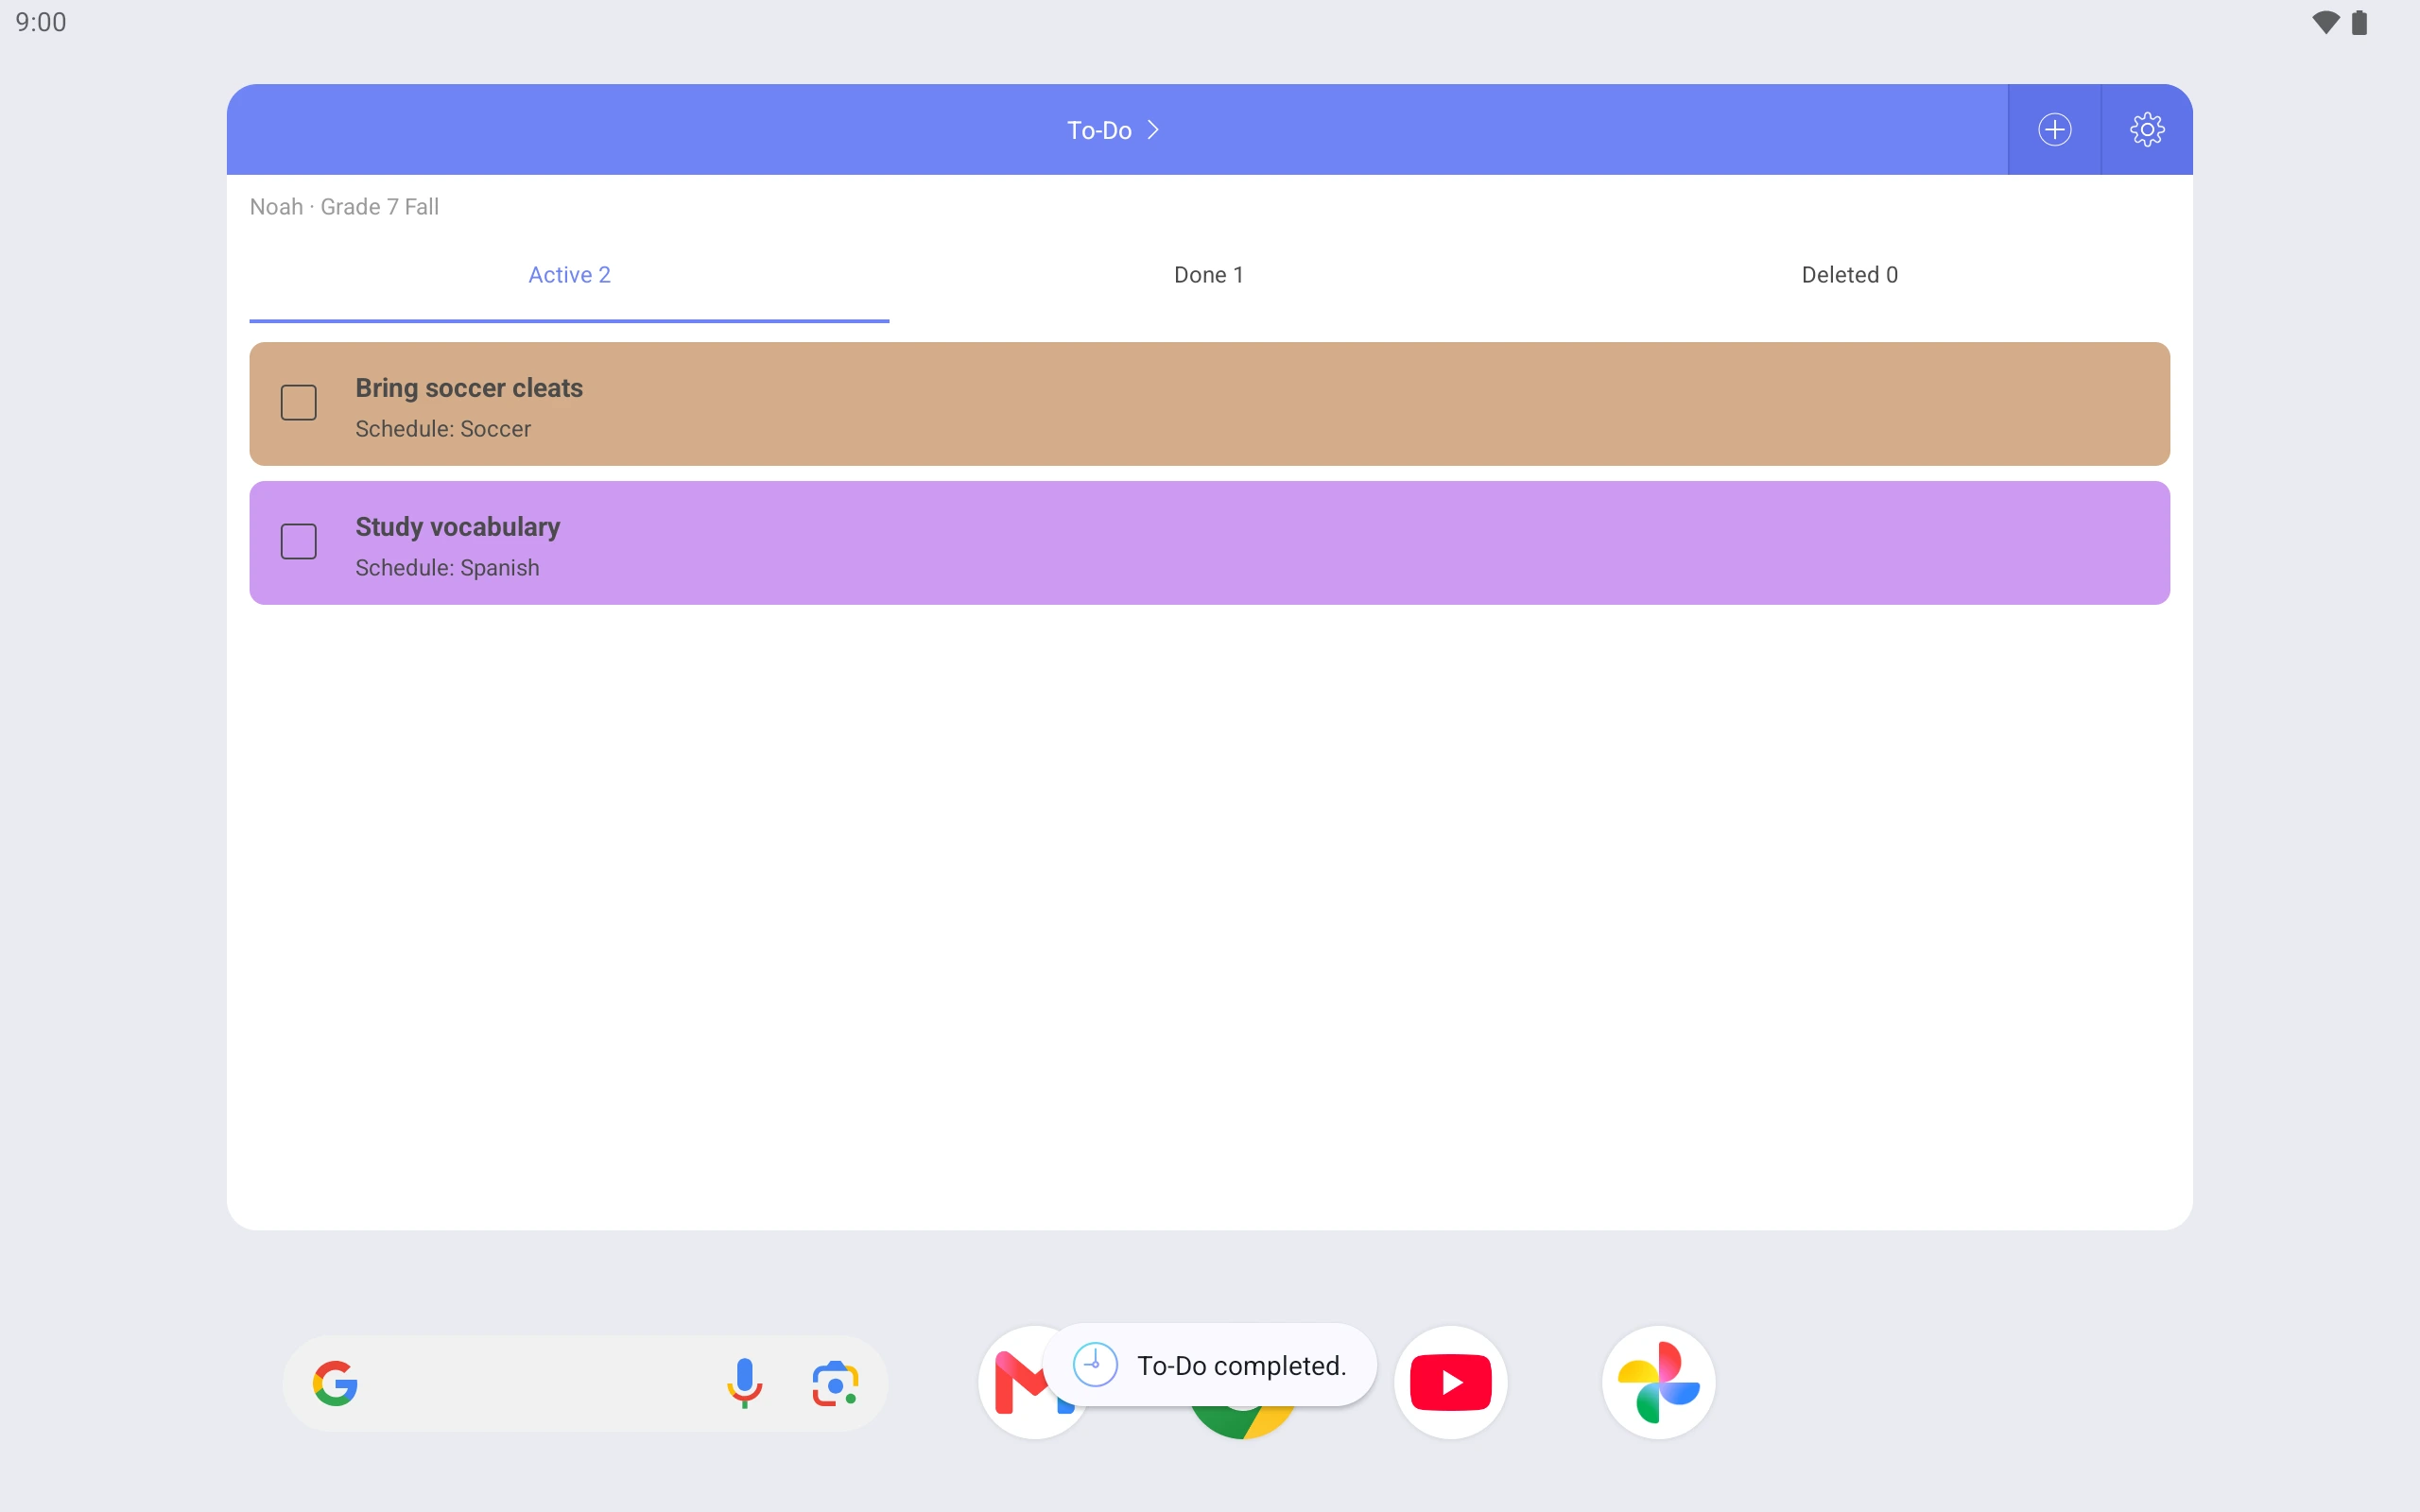 9:00
To-Do
Noah · Grade 7 Fall
Active 2
Done 1
Deleted 0
Bring soccer cleats
Schedule: Soccer
Study vocabulary
Schedule: Spanish
To-Do completed.